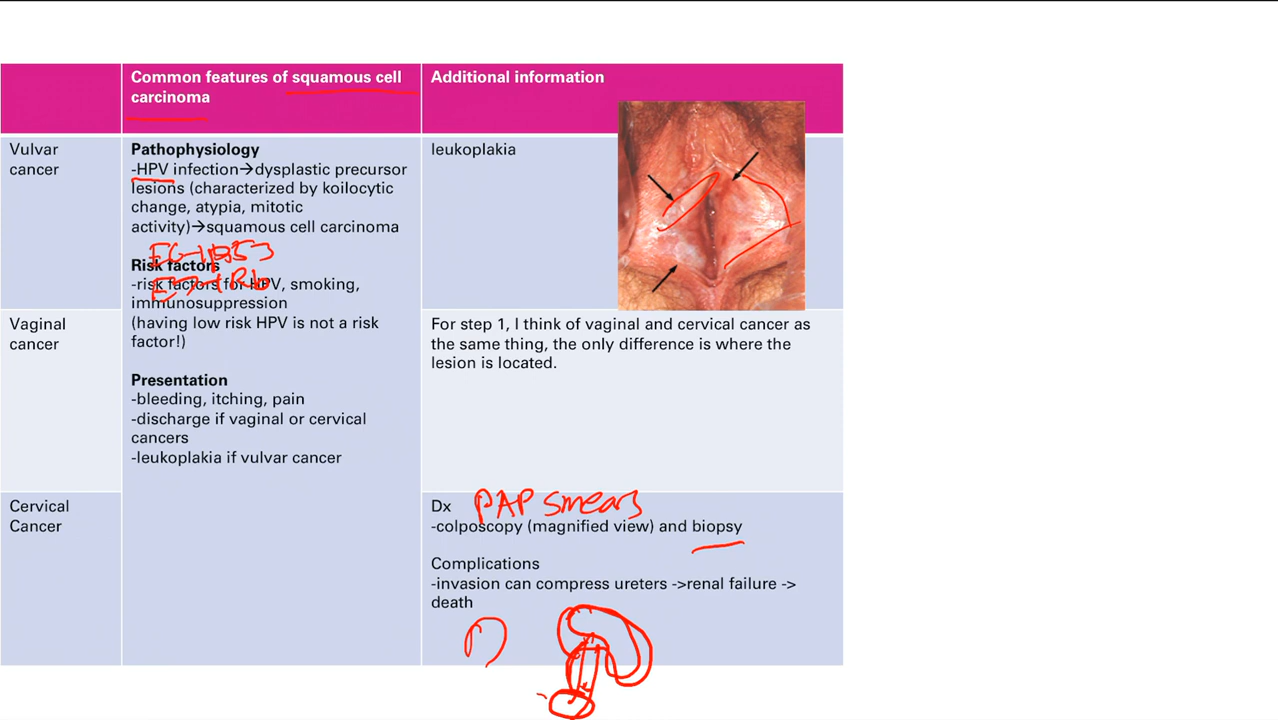 Common features of squamous cell
carcinoma
Additional information
Vulvar
cancer
Pathophysiology
-HPV infection→dysplastic precursor
lesions (characterized by koilocytic
change, atypia, mitotic
activity)→squamous cell carcinoma
E6⊣p53
E7⊣Rb
Risk factors
-risk factors for HPV, smoking,
immunosuppression
(having low risk HPV is not a risk
factor!)
Presentation
-bleeding, itching, pain
-discharge if vaginal or cervical
cancers
-leukoplakia if vulvar cancer
leukoplakia
Vaginal
cancer
For step 1, I think of vaginal and cervical cancer as
the same thing, the only difference is where the
lesion is located.
Cervical
Cancer
Dx PAP smears
-colposcopy (magnified view) and biopsy
Complications
-invasion can compress ureters ->renal failure ->
death